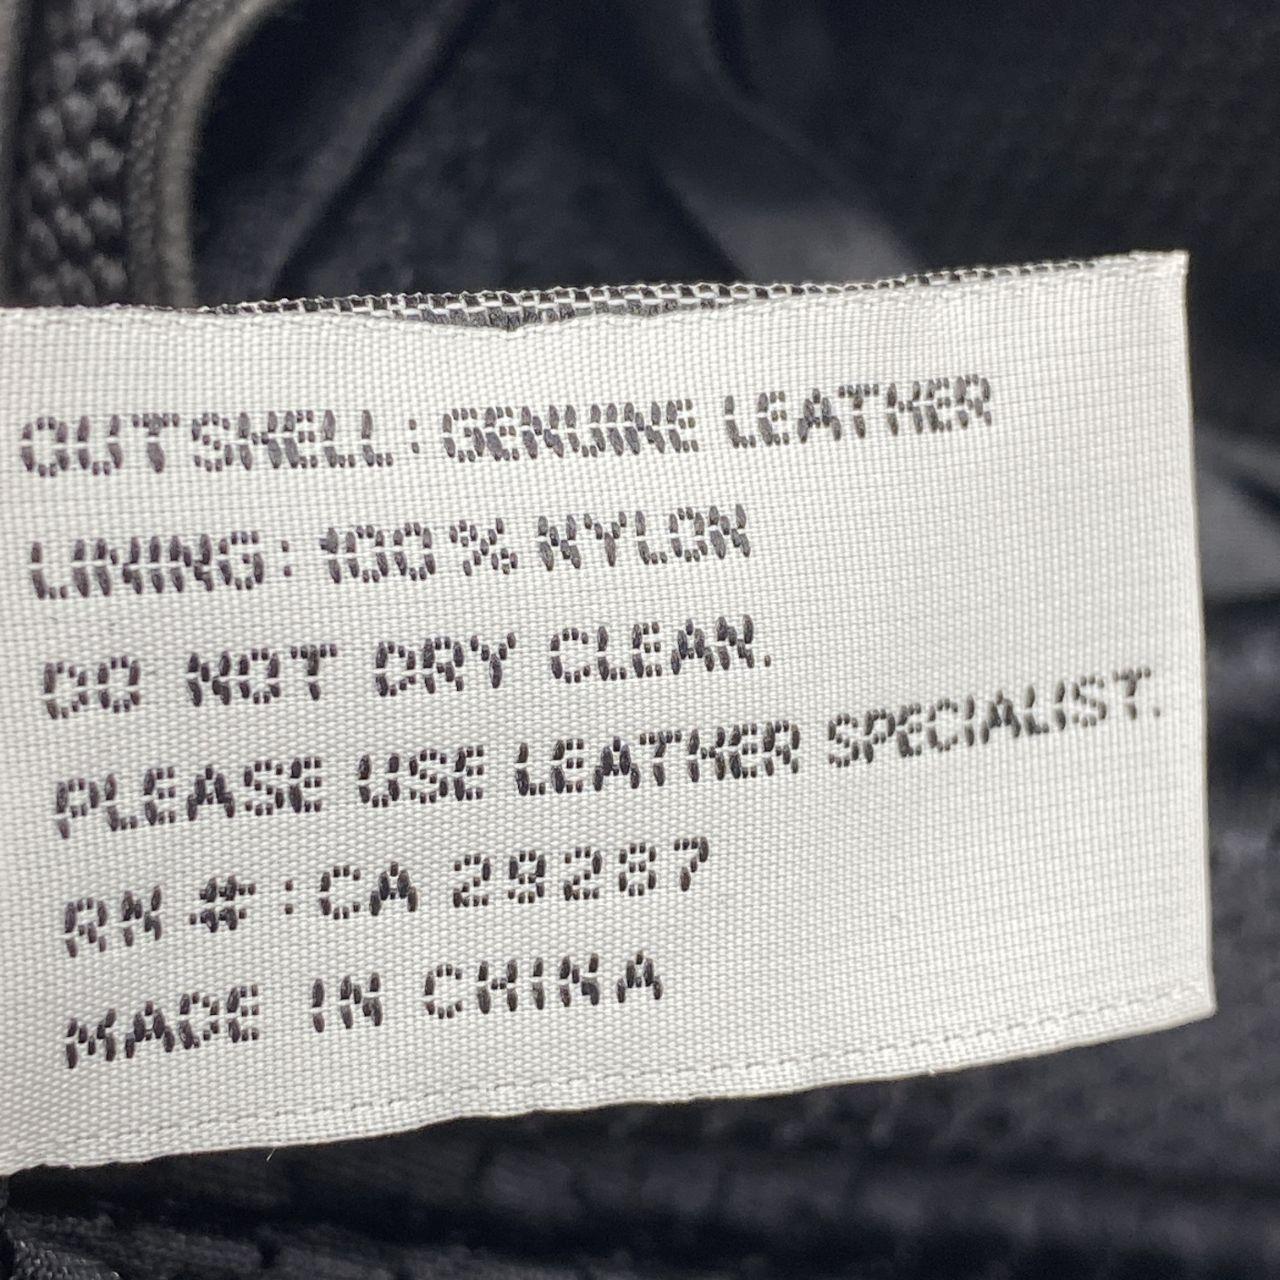 OUTSHELL: GENUINE LEATHER
LINING: 100% NYLON
DO NOT DRY CLEAN.
PLEASE USE LEATHER SPECIALIST.
RN #: CA 29287
MADE IN CHINA